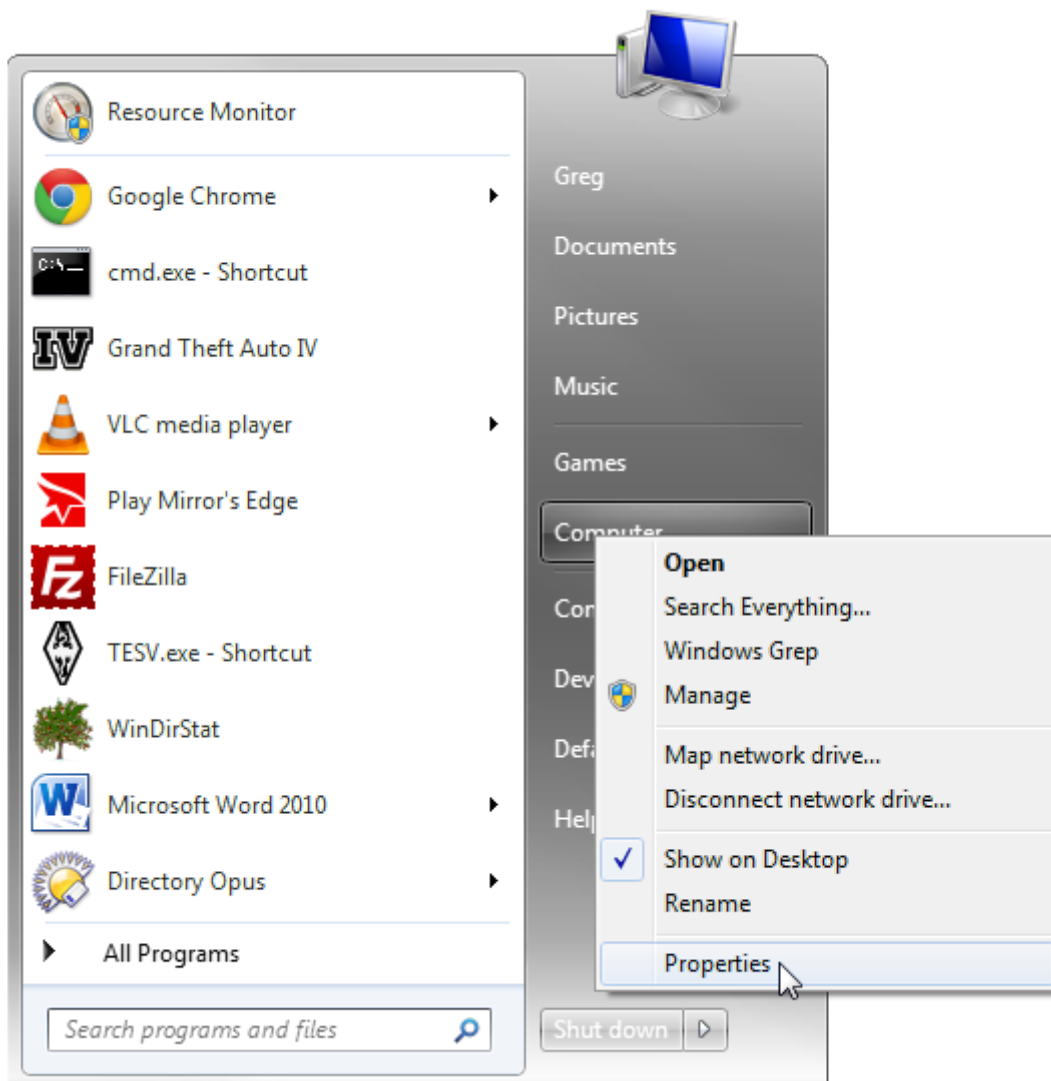 Resource Monitor
Google Chrome
C:\_
cmd.exe - Shortcut
IV
Grand Theft Auto IV
VLC media player
Play Mirror's Edge
Fz
FileZilla
TESV.exe - Shortcut
WinDirStat
W
Microsoft Word 2010
Directory Opus
All Programs
Search programs and files
Greg
Documents
Pictures
Music
Games
Computer
Open
Search Everything...
Windows Grep
Manage
Map network drive...
Disconnect network drive...
Show on Desktop
Rename
Properties
Shut down